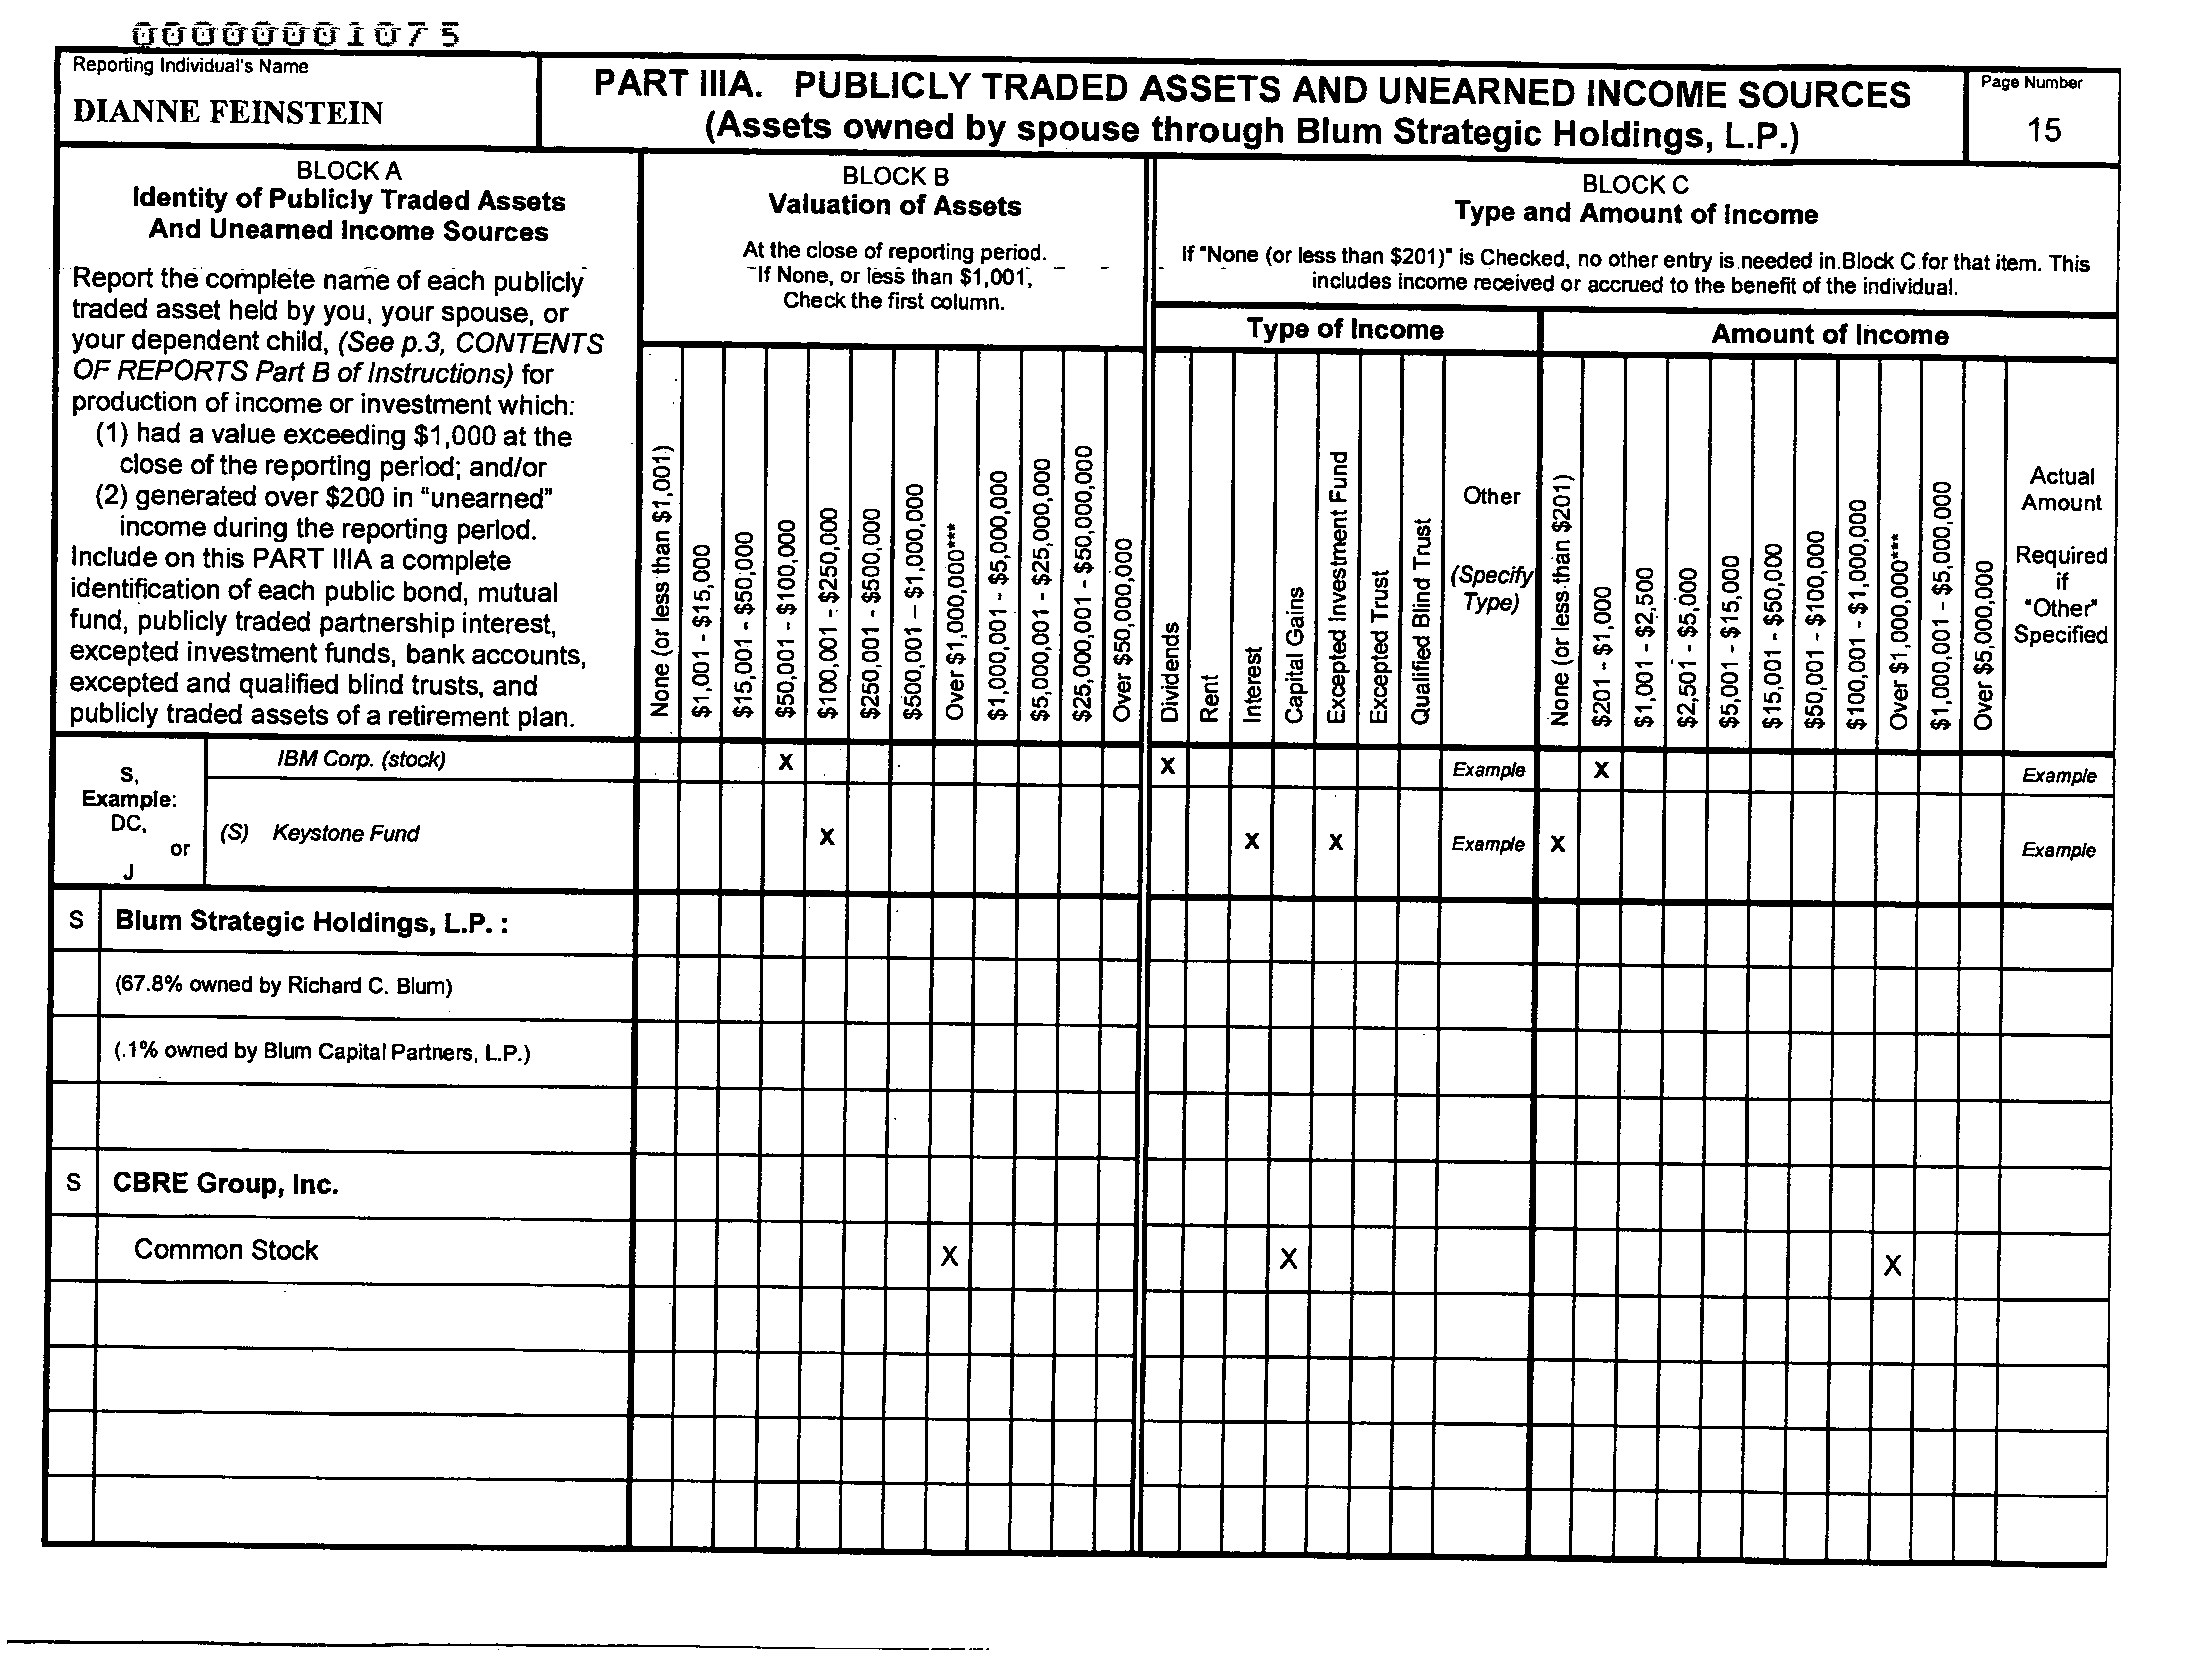 0000001075
Reporting Individual's Name
DIANNE FEINSTEIN
PART IIIA. PUBLICLY TRADED ASSETS AND UNEARNED INCOME SOURCES
(Assets owned by spouse through Blum Strategic Holdings, L.P.)
Page Number
15
BLOCK A
Identity of Publicly Traded Assets
And Unearned Income Sources
Report the complete name of each publicly
traded asset held by you, your spouse, or
your dependent child, (See p.3, CONTENTS
OF REPORTS Part B of Instructions) for
production of income or investment which:
(1) had a value exceeding $1,000 at the
close of the reporting period; and/or
(2) generated over $200 in "unearned"
income during the reporting period.
Include on this PART IIIA a complete
identification of each public bond, mutual
fund, publicly traded partnership interest,
excepted investment funds, bank accounts,
excepted and qualified blind trusts, and
publicly traded assets of a retirement plan.
BLOCK B
Valuation of Assets
At the close of reporting period.
If None, or less than $1,001,
Check the first column.
None (or less than $1,001)
$1,001 - $15,000
$15,001 - $50,000
$50,001 - $100,000
$100,001 - $250,000
$250,001 - $500,000
$500,001 – $1,000,000
Over $1,000,000***
$1,000,001 - $5,000,000
$5,000,001 - $25,000,000
$25,000,001 - $50,000,000
Over $50,000,000
BLOCK C
Type and Amount of Income
If "None (or less than $201)" is Checked, no other entry is needed in Block C for that item. This
includes income received or accrued to the benefit of the individual.
Type of Income
Dividends
Rent
Interest
Capital Gains
Excepted Investment Fund
Excepted Trust
Qualified Blind Trust
Other
(Specify
Type)
Amount of Income
None (or less than $201)
$201 - $1,000
$1,001 - $2,500
$2,501 - $5,000
$5,001 - $15,000
$15,001 - $50,000
$50,001 - $100,000
$100,001 - $1,000,000
Over $1,000,000***
$1,000,001 - $5,000,000
Over $5,000,000
Actual
Amount
Required
if
"Other"
Specified
S,
Example:
DC,
or
J
IBM Corp. (stock) X X Example X Example
(S) Keystone Fund X X X Example X Example
S Blum Strategic Holdings, L.P. :
(67.8% owned by Richard C. Blum)
(.1% owned by Blum Capital Partners, L.P.)
S CBRE Group, Inc.
Common Stock X X X